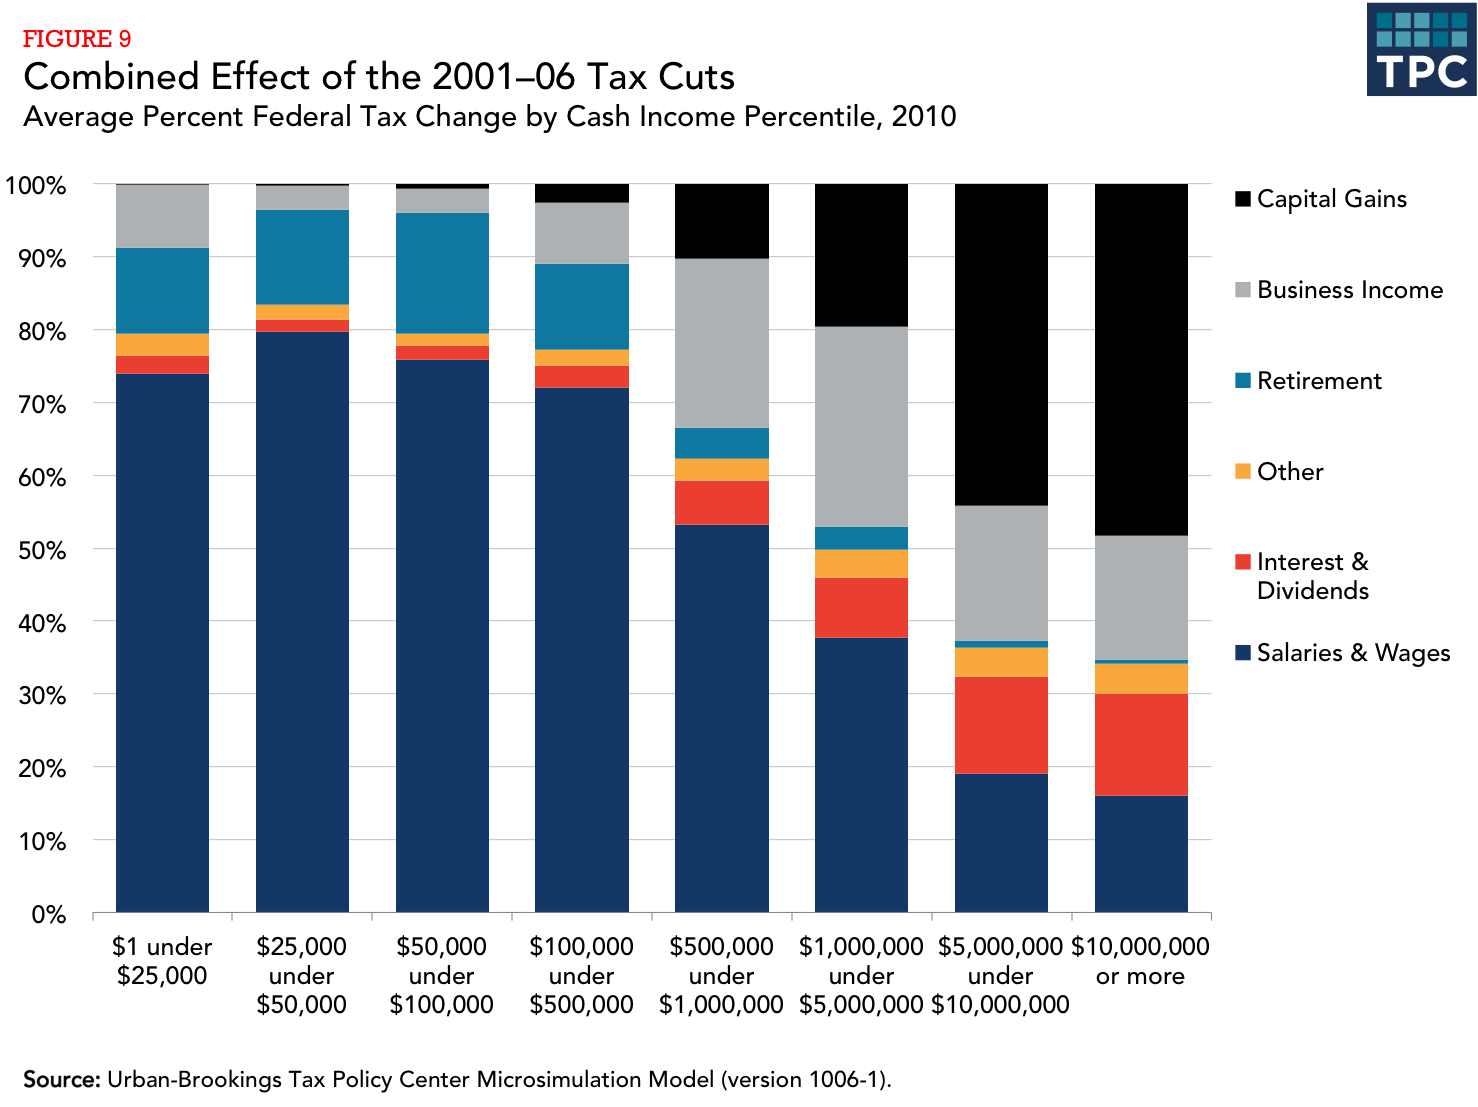 FIGURE 9
Combined Effect of the 2001–06 Tax Cuts
Average Percent Federal Tax Change by Cash Income Percentile, 2010
TPC
100%
90%
80%
70%
60%
50%
40%
30%
20%
10%
0%
Capital Gains
Business Income
Retirement
Other
Interest &
Dividends
Salaries & Wages
$1 under
$25,000
$25,000
under
$50,000
$50,000
under
$100,000
$100,000
under
$500,000
$500,000
under
$1,000,000
$1,000,000
under
$5,000,000
$5,000,000
under
$10,000,000
$10,000,000
or more
Source: Urban-Brookings Tax Policy Center Microsimulation Model (version 1006-1).